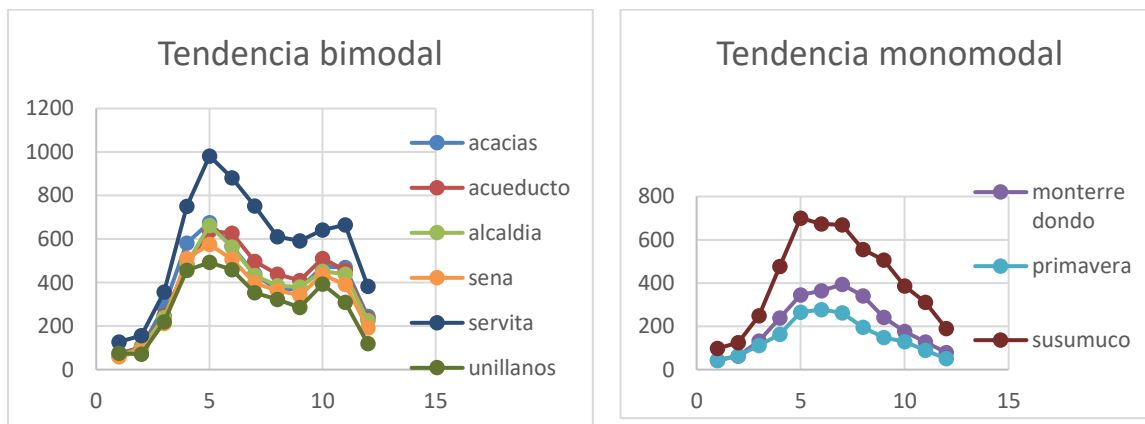 Tendencia bimodal
1200
1000
800
600
400
200
0
0
5
10
15
acacias
acueducto
alcaldia
sena
servita
unillanos
Tendencia monomodal
800
600
400
200
0
0
5
10
15
monterre
dondo
primavera
susumuco